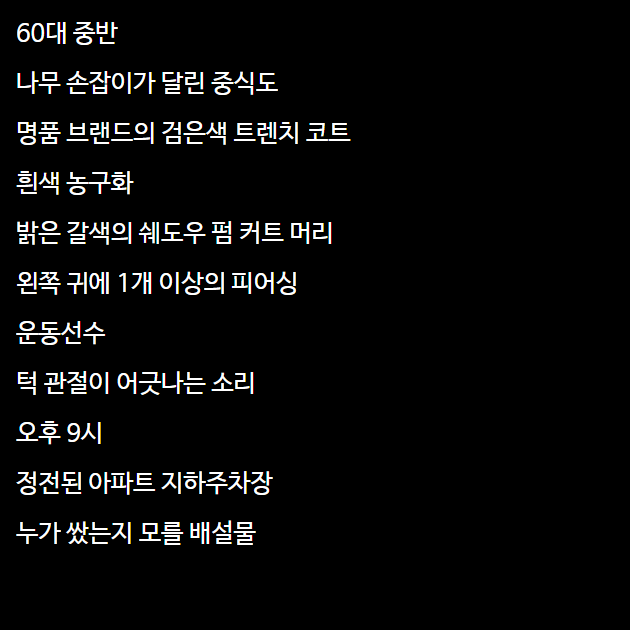 60대 중반
나무 손잡이가 달린 중식도
명품 브랜드의 검은색 트렌치 코트
흰색 농구화
밝은 갈색의 쉐도우 펌 커트 머리
왼쪽 귀에 1개 이상의 피어싱
운동선수
턱 관절이 어긋나는 소리
오후 9시
정전된 아파트 지하주차장
누가 쌌는지 모를 배설물